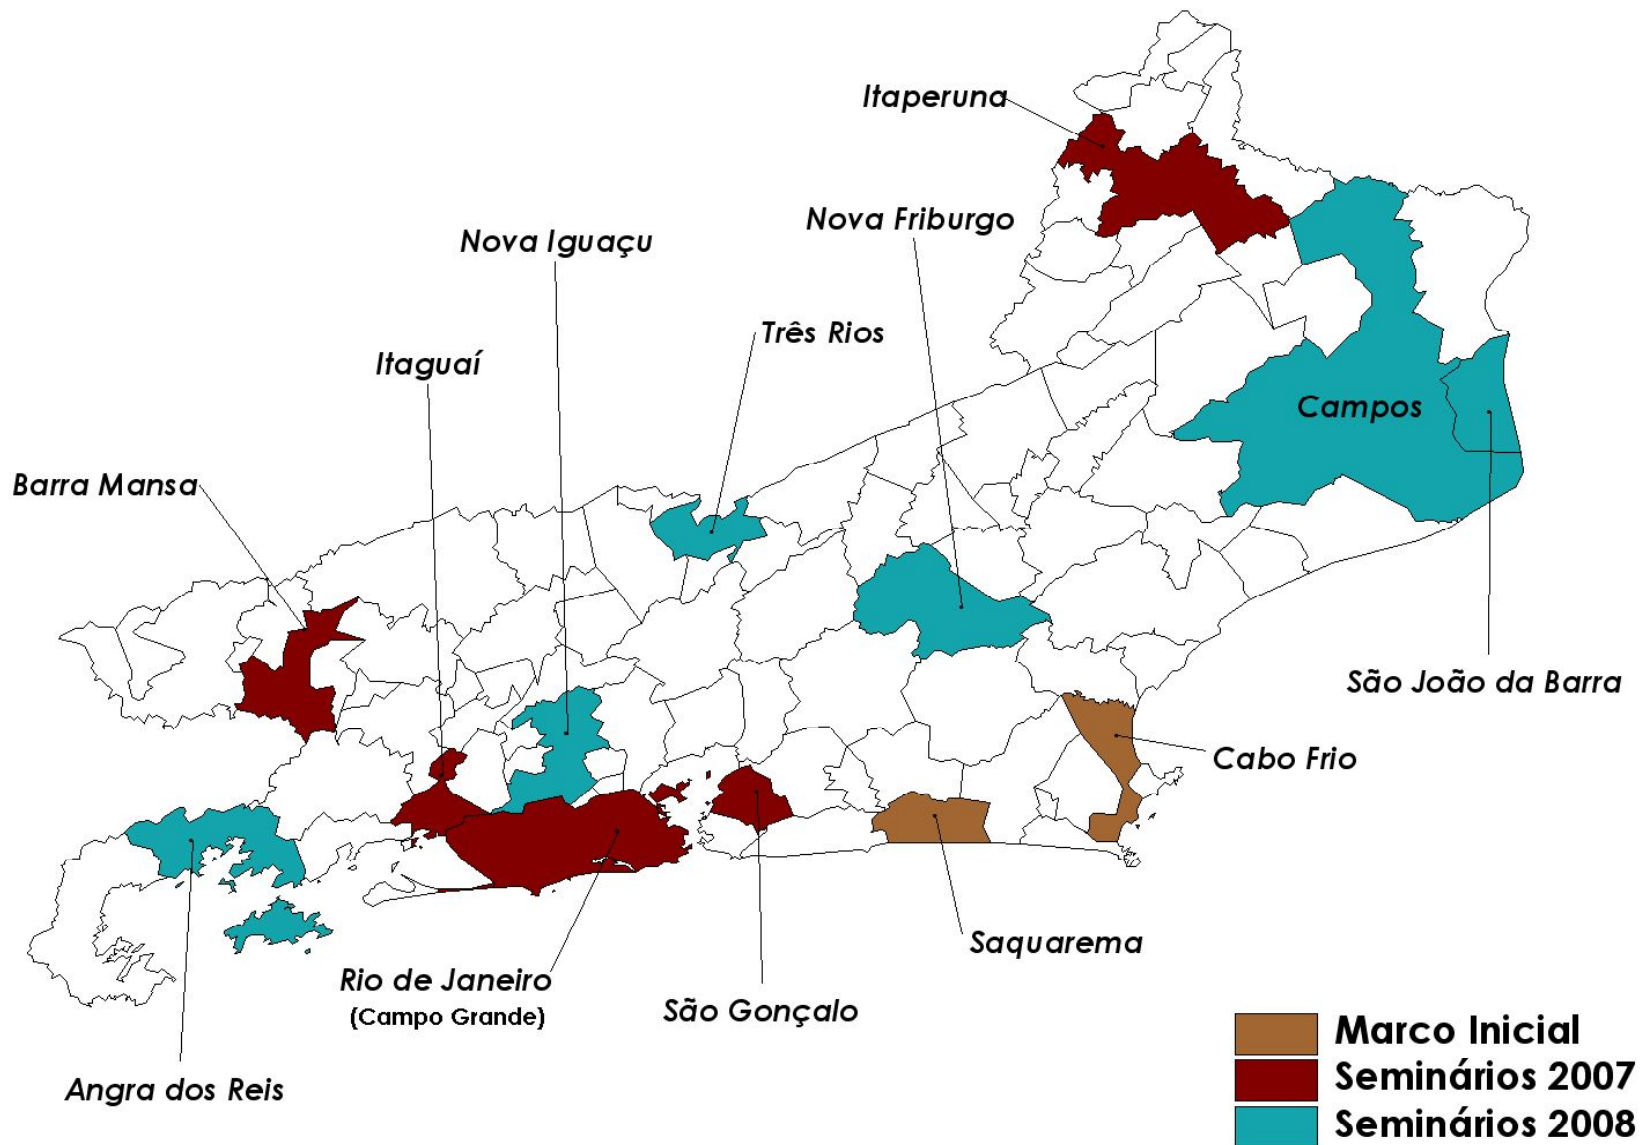 Itaperuna
Nova Friburgo
Nova Iguaçu
Três Rios
Itaguaí
Campos
Barra Mansa
São João da Barra
Cabo Frio
Saquarema
Rio de Janeiro
(Campo Grande)
São Gonçalo
Angra dos Reis
Marco Inicial
Seminários 2007
Seminários 2008